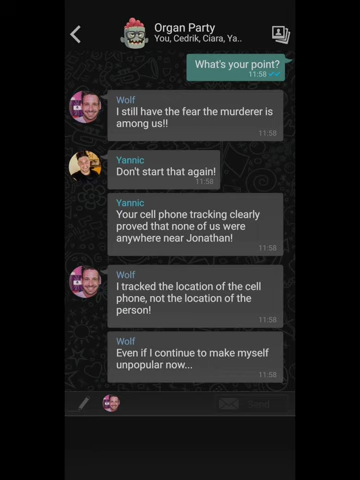 Organ Party
You, Cedrik, Ciara, Ya..
What's your point?
11:58
Wolf
I still have the fear the murderer is
among us!!
11:58
Yannic
Don't start that again!
11:58
Yannic
Your cell phone tracking clearly
proved that none of us were
anywhere near Jonathan!
11:58
Wolf
I tracked the location of the cell
phone, not the location of the
person!
11:58
Wolf
Even if I continue to make myself
unpopular now...
11:58
Send